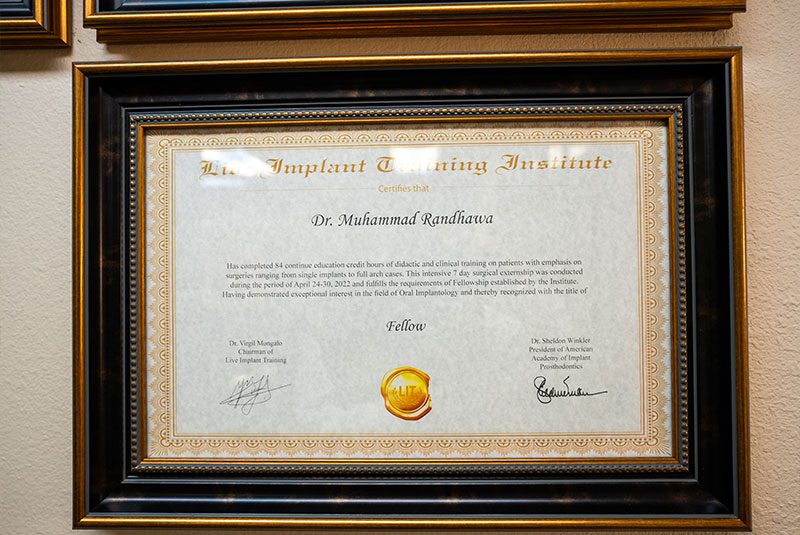 Live Implant Training Institute
Certifies that
Dr. Muhammad Randhawa
Has completed 84 continue education credit hours of didactic and clinical training on patients with emphasis on
surgeries ranging from single implants to full arch cases. This intensive 7 day surgical externship was conducted
during the period of April 24-30, 2022 and fulfills the requirements of Fellowship established by the Institute.
Having demonstrated exceptional interest in the field of Oral Implantology and thereby recognized with the title of
Fellow
Dr. Virgil Mongalo
Chairman of
Live Implant Training
Dr. Sheldon Winkler
President of American
Academy of Implant
Prosthodontics
LIT